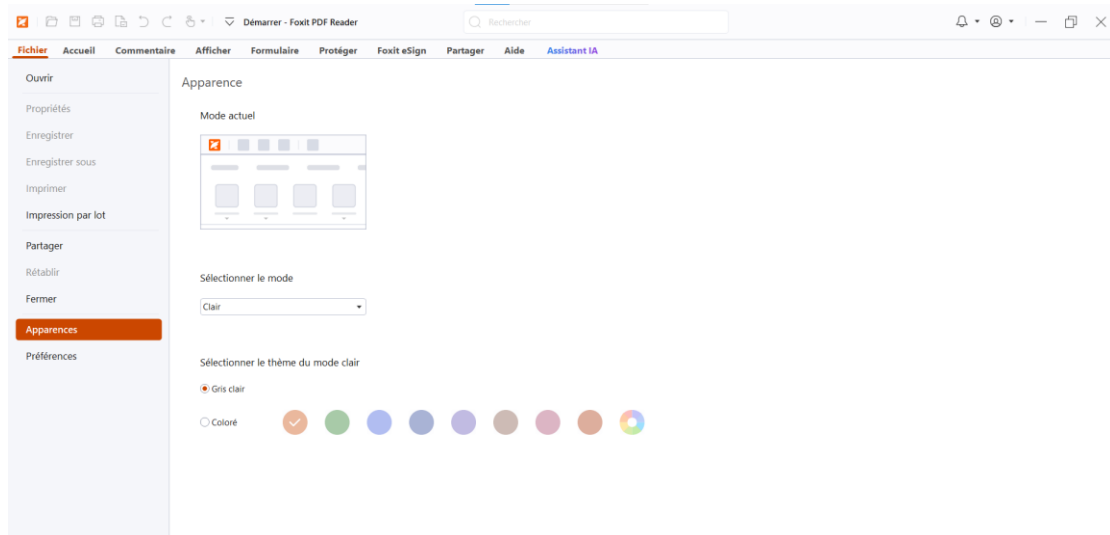 Démarrer - Foxit PDF Reader
Rechercher
Fichier Accueil Commentaire Afficher Formulaire Protéger Foxit eSign Partager Aide Assistant IA
Ouvrir
Propriétés
Enregistrer
Enregistrer sous
Imprimer
Impression par lot
Partager
Rétablir
Fermer
Apparences
Préférences
Apparence
Mode actuel
Sélectionner le mode
Clair
Sélectionner le thème du mode clair
Gris clair
Coloré